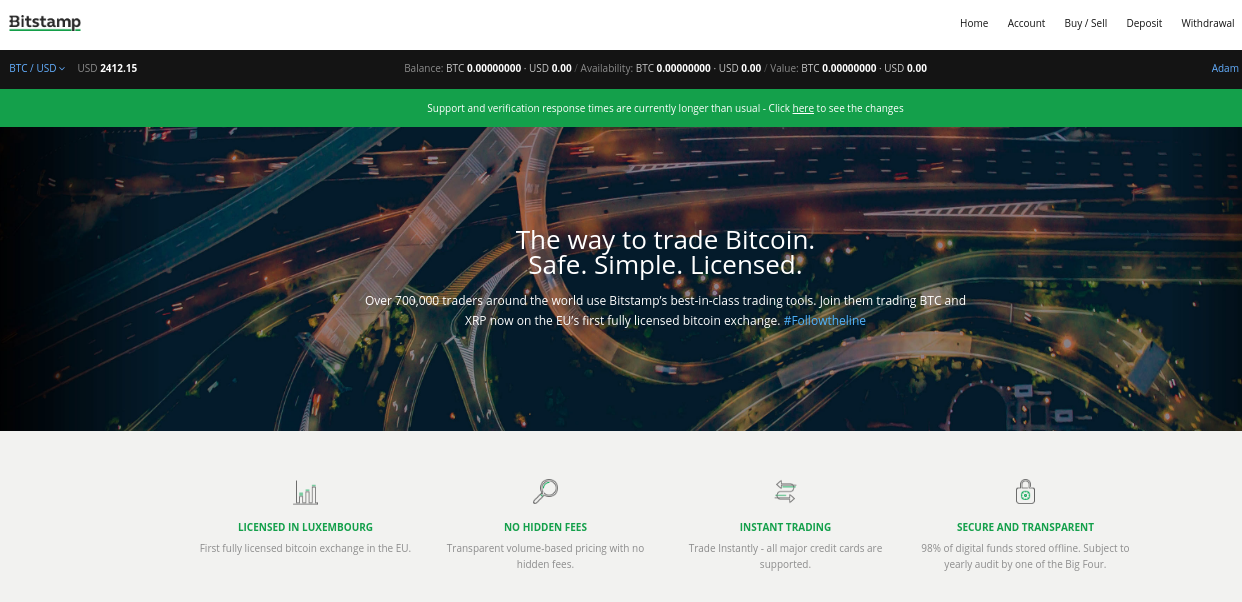 Bitstamp
Home Account Buy / Sell Deposit Withdrawal
BTC / USD USD 2412.15 Balance: BTC 0.00000000 · USD 0.00 / Availability: BTC 0.00000000 · USD 0.00 / Value: BTC 0.00000000 · USD 0.00 Adam
Support and verification response times are currently longer than usual - Click here to see the changes
The way to trade Bitcoin.
Safe. Simple. Licensed.
Over 700,000 traders around the world use Bitstamp’s best-in-class trading tools. Join them trading BTC and
XRP now on the EU’s first fully licensed bitcoin exchange. #Followtheline
LICENSED IN LUXEMBOURG
First fully licensed bitcoin exchange in the EU.
NO HIDDEN FEES
Transparent volume-based pricing with no
hidden fees.
INSTANT TRADING
Trade Instantly - all major credit cards are
supported.
SECURE AND TRANSPARENT
98% of digital funds stored offline. Subject to
yearly audit by one of the Big Four.